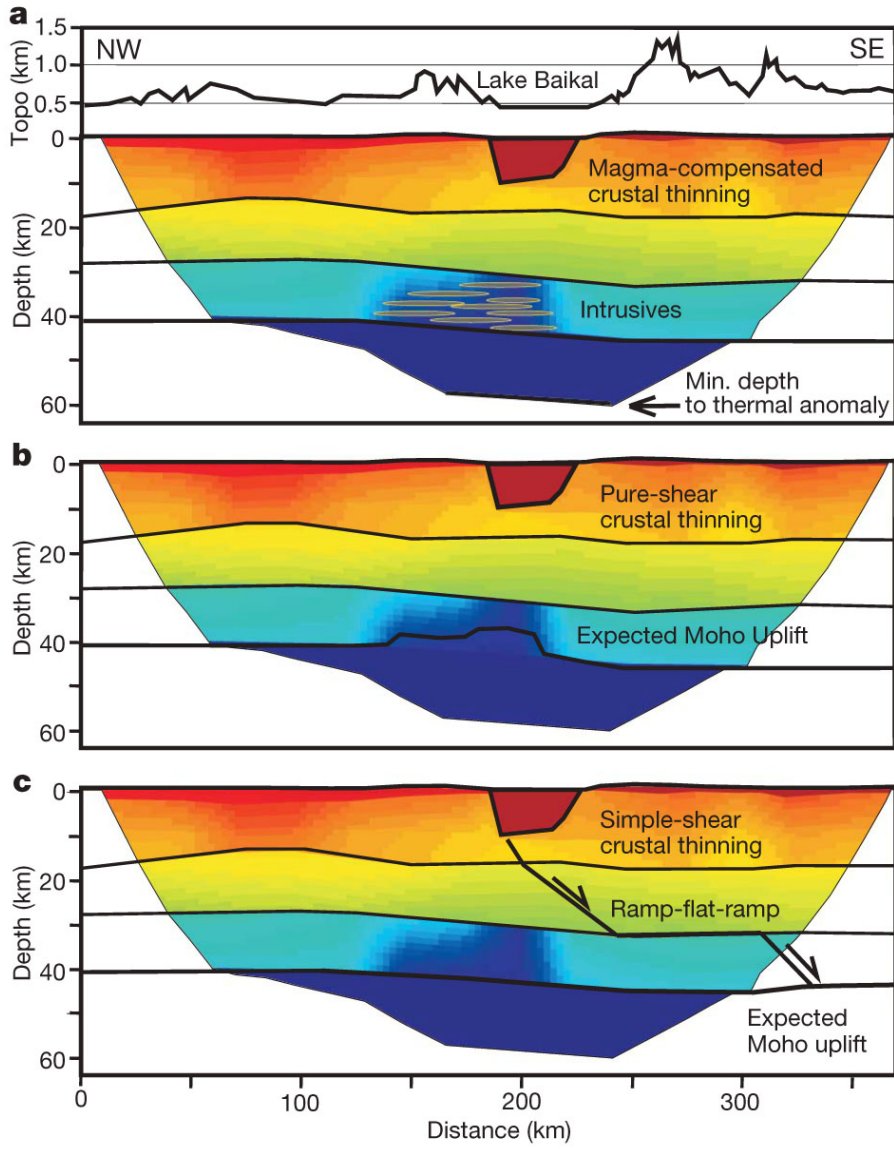 a
NW
SE
Lake Baikal
Topo (km)
1.5
1.0
0.5
Depth (km)
0
20
40
60
Magma-compensated
crustal thinning
Intrusives
Min. depth
to thermal anomaly
b
Depth (km)
0
20
40
60
Pure-shear
crustal thinning
Expected Moho Uplift
c
Depth (km)
0
20
40
60
Simple-shear
crustal thinning
Ramp-flat-ramp
Expected
Moho uplift
0
100
200
300
Distance (km)